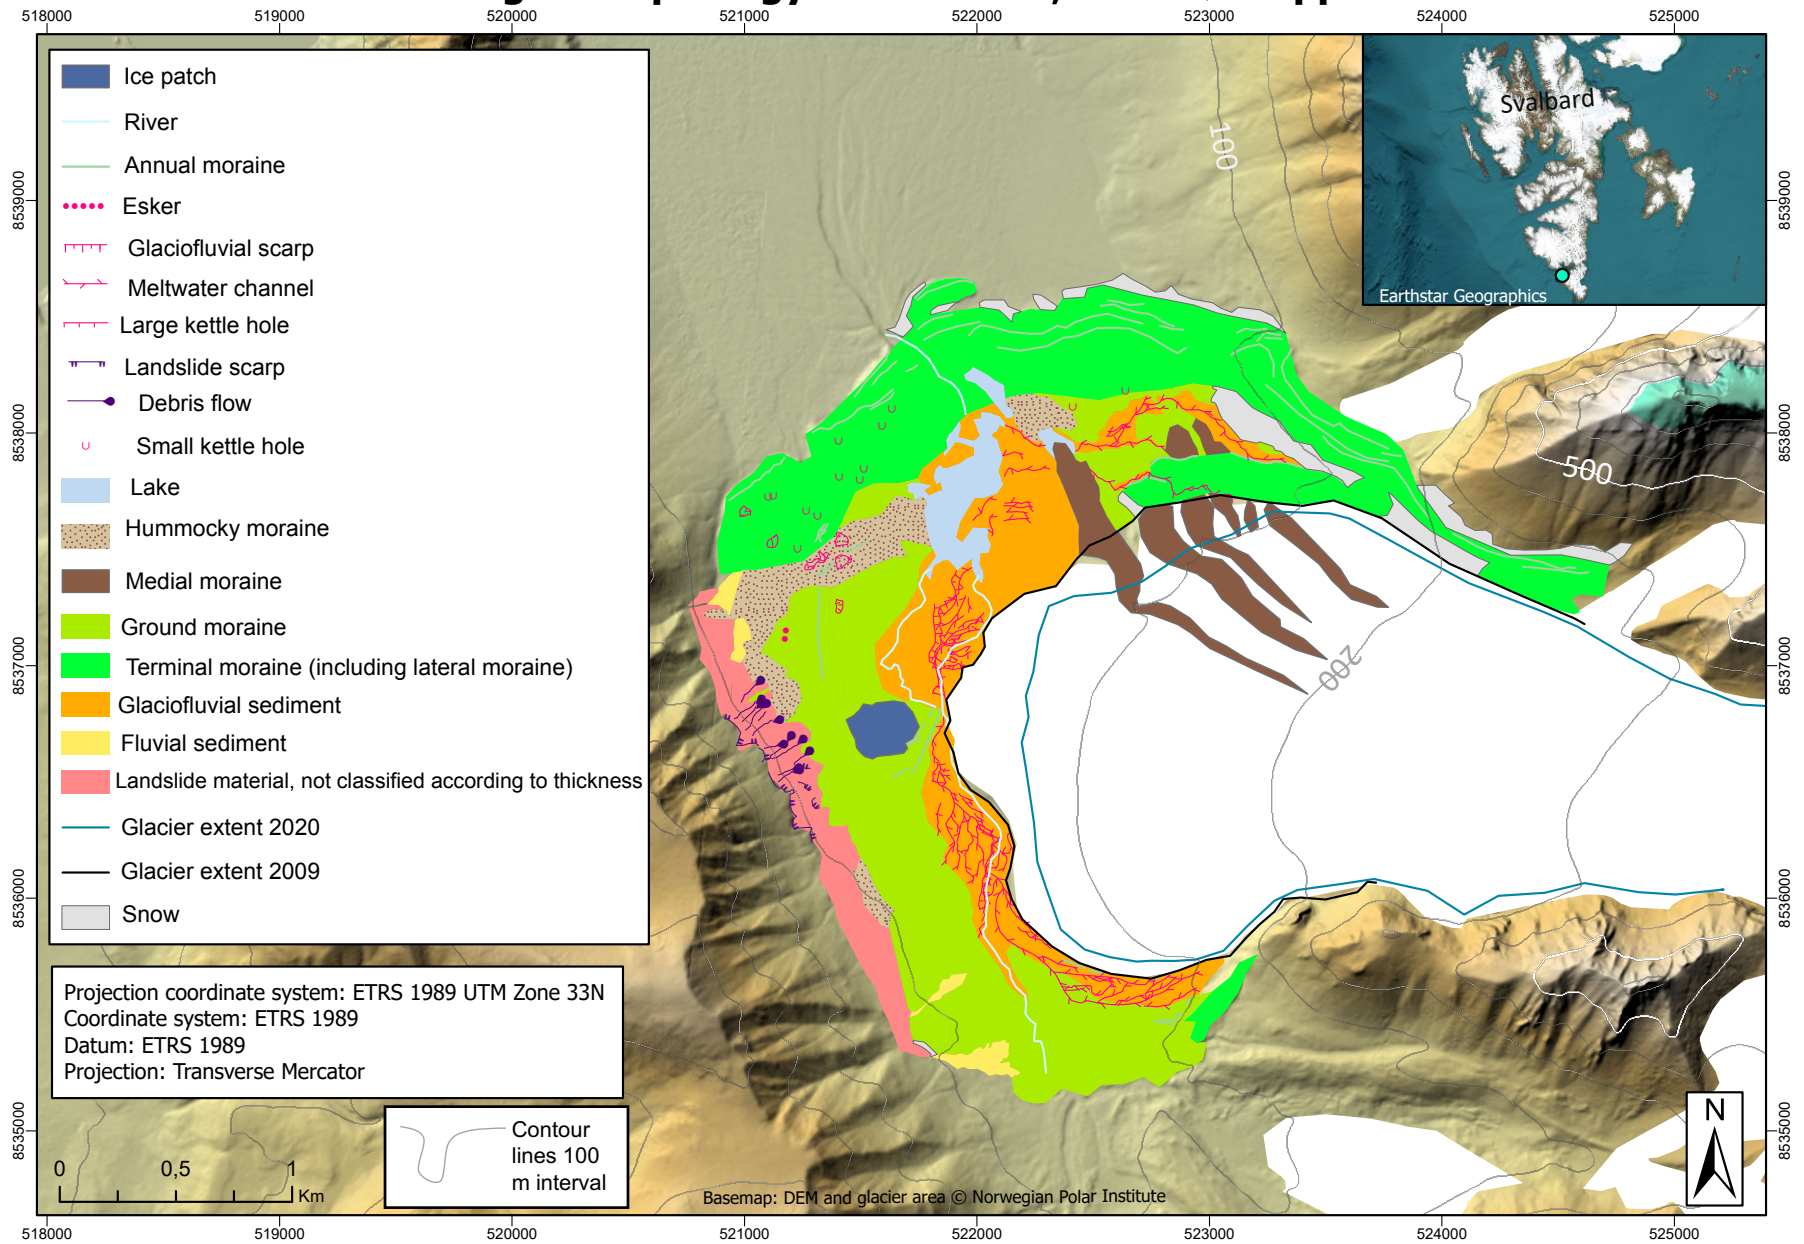 518000 519000 520000 521000 522000 523000 524000 525000
Ice patch
River
Annual moraine
Esker
Glaciofluvial scarp
Meltwater channel
Large kettle hole
Landslide scarp
Debris flow
Small kettle hole
Lake
Hummocky moraine
Medial moraine
Ground moraine
Terminal moraine (including lateral moraine)
Glaciofluvial sediment
Fluvial sediment
Landslide material, not classified according to thickness
Glacier extent 2020
Glacier extent 2009
Snow
Projection coordinate system: ETRS 1989 UTM Zone 33N
Coordinate system: ETRS 1989
Datum: ETRS 1989
Projection: Transverse Mercator
0 0,5 1
Km
Contour
lines 100
m interval
Basemap: DEM and glacier area © Norwegian Polar Institute
100
200
500
Svalbard
Earthstar Geographics
N
8539000
8538000
8537000
8536000
8535000
8539000
8538000
8537000
8536000
8535000
518000 519000 520000 521000 522000 523000 524000 525000